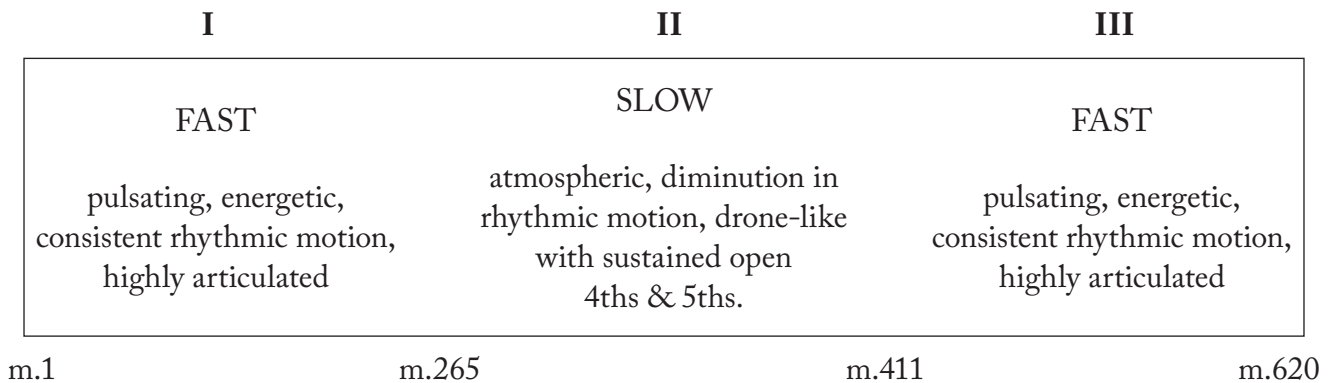 I II III
FAST SLOW FAST
pulsating, energetic,
consistent rhythmic motion,
highly articulated
atmospheric, diminution in
rhythmic motion, drone-like
with sustained open
4ths & 5ths.
pulsating, energetic,
consistent rhythmic motion,
highly articulated
m.1 m.265 m.411 m.620